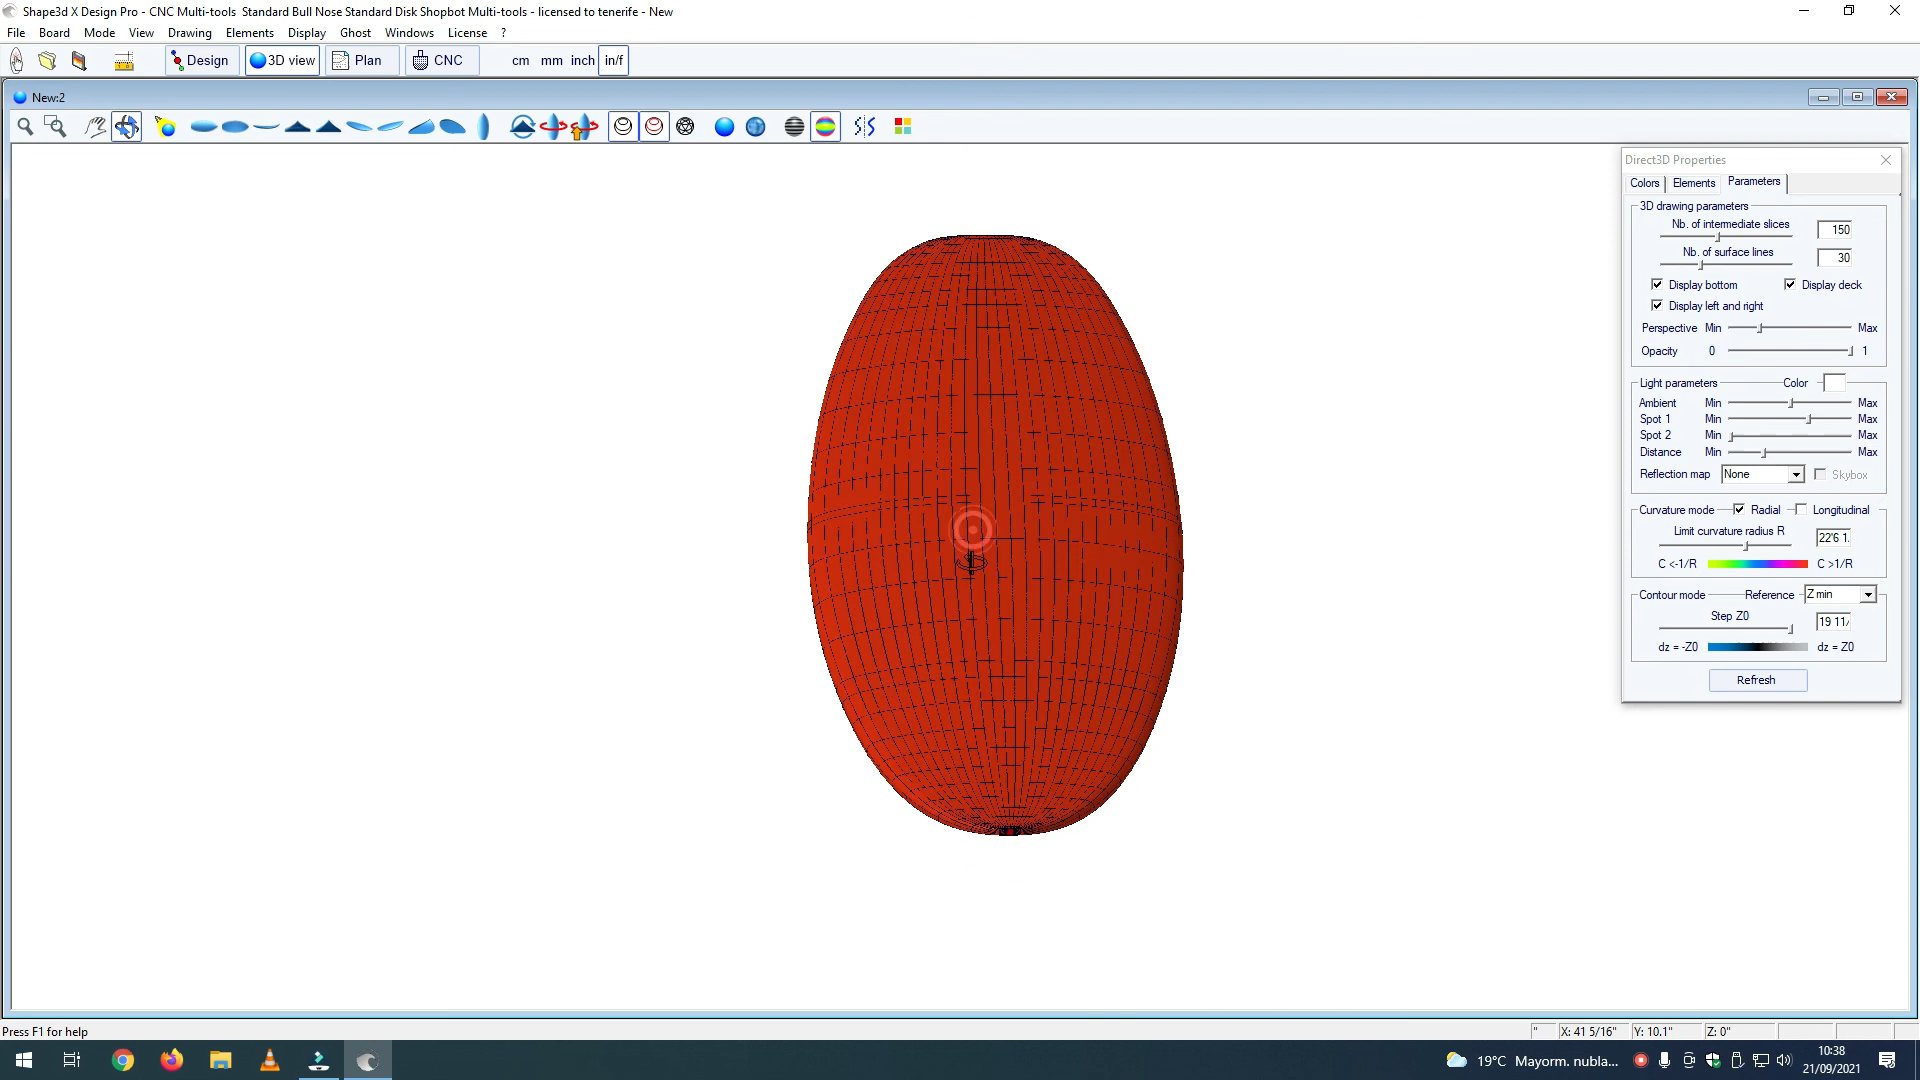 Shape3d X Design Pro - CNC Multi-tools  Standard Bull Nose Standard Disk Shopbot Multi-tools - licensed to tenerife - New
File Board Mode View Drawing Elements Display Ghost Windows License ?
Design 3D view Plan CNC cm mm inch in/f
New:2
Direct3D Properties
Colors Elements Parameters
3D drawing parameters
Nb. of intermediate slices 150
Nb. of surface lines 30
Display bottom Display deck
Display left and right
Perspective Min Max
Opacity 0 1
Light parameters Color
Ambient Min Max
Spot 1 Min Max
Spot 2 Min Max
Distance Min Max
Reflection map None Skybox
Curvature mode Radial Longitudinal
Limit curvature radius R 22'6 1.
C <-1/R C >1/R
Contour mode Reference Z min
Step Z0 19 11/
dz = -Z0 dz = Z0
Refresh
Press F1 for help " X: 41 5/16" Y: 10.1" Z: 0"
19°C Mayorm. nubla... 10:38
21/09/2021